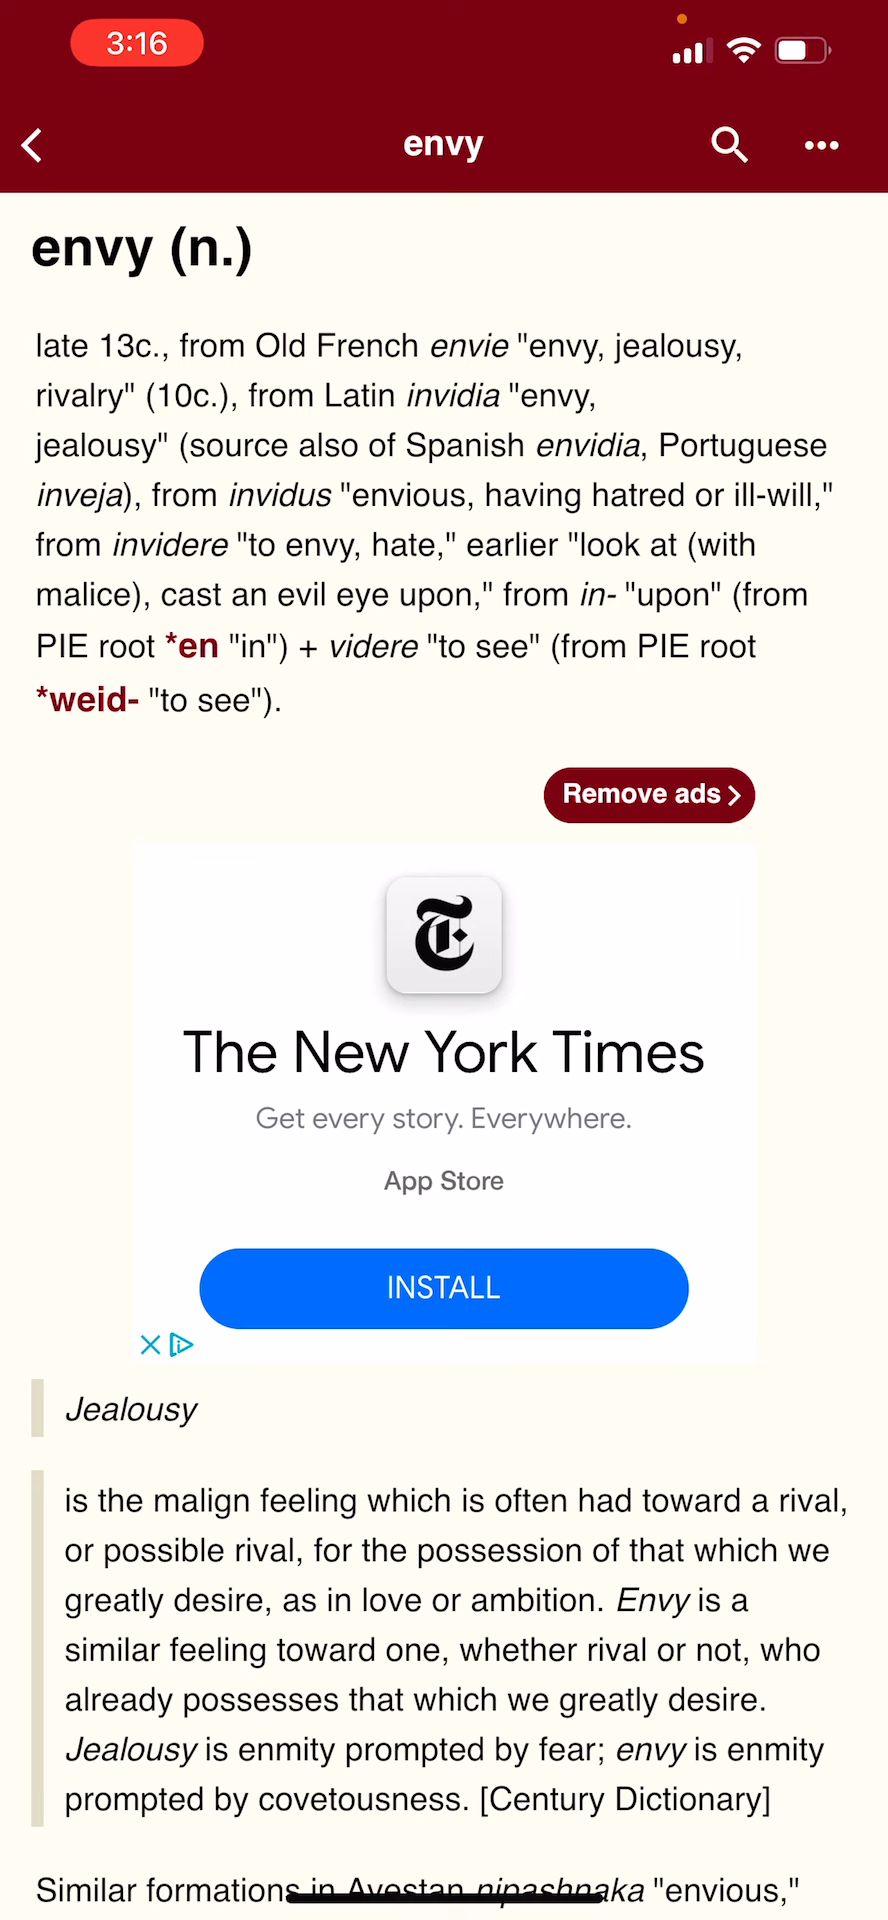 3:16
envy
envy (n.)
late 13c., from Old French envie "envy, jealousy,
rivalry" (10c.), from Latin invidia "envy,
jealousy" (source also of Spanish envidia, Portuguese
inveja), from invidus "envious, having hatred or ill-will,"
from invidere "to envy, hate," earlier "look at (with
malice), cast an evil eye upon," from in- "upon" (from
PIE root *en "in") + videre "to see" (from PIE root
*weid- "to see").
Remove ads
The New York Times
Get every story. Everywhere.
App Store
INSTALL
Jealousy
is the malign feeling which is often had toward a rival,
or possible rival, for the possession of that which we
greatly desire, as in love or ambition. Envy is a
similar feeling toward one, whether rival or not, who
already possesses that which we greatly desire.
Jealousy is enmity prompted by fear; envy is enmity
prompted by covetousness. [Century Dictionary]
Similar formations in Avestan nipashnaka "envious,"